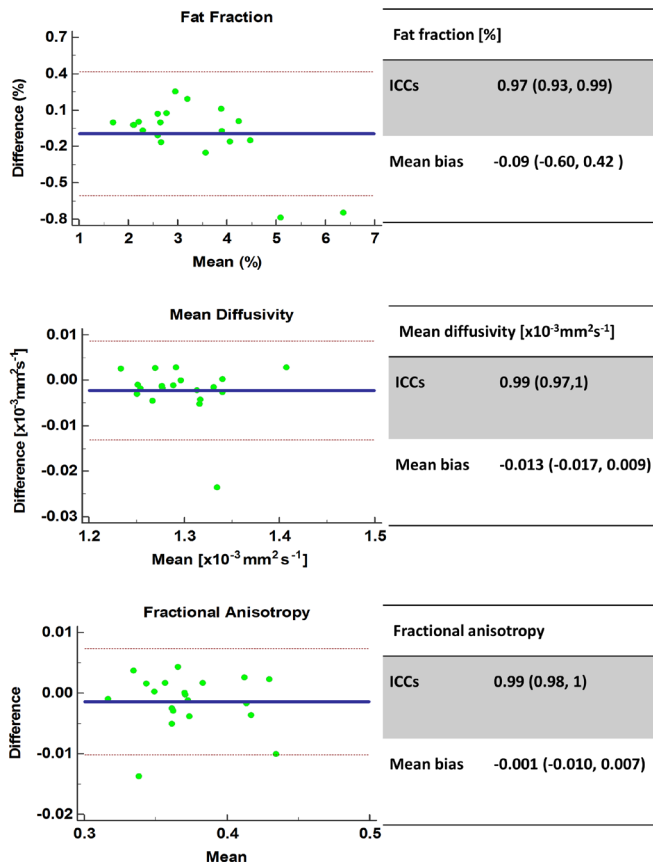 Fat Fraction
0.7
0.4
0.1
-0.2
-0.5
-0.8
Difference (%)
1 2 3 4 5 6 7
Mean (%)
Fat fraction [%]
ICCs 0.97 (0.93, 0.99)
Mean bias -0.09 (-0.60, 0.42 )
Mean Diffusivity
0.01
0.00
-0.01
-0.02
-0.03
Difference [x10⁻³mm²s⁻¹]
1.2 1.3 1.4 1.5
Mean [x10⁻³ mm² s⁻¹]
Mean diffusivity [x10⁻³mm²s⁻¹]
ICCs 0.99 (0.97,1)
Mean bias -0.013 (-0.017, 0.009)
Fractional Anisotropy
0.01
0.00
-0.01
-0.02
Difference
0.3 0.4 0.5
Mean
Fractional anisotropy
ICCs 0.99 (0.98, 1)
Mean bias -0.001 (-0.010, 0.007)